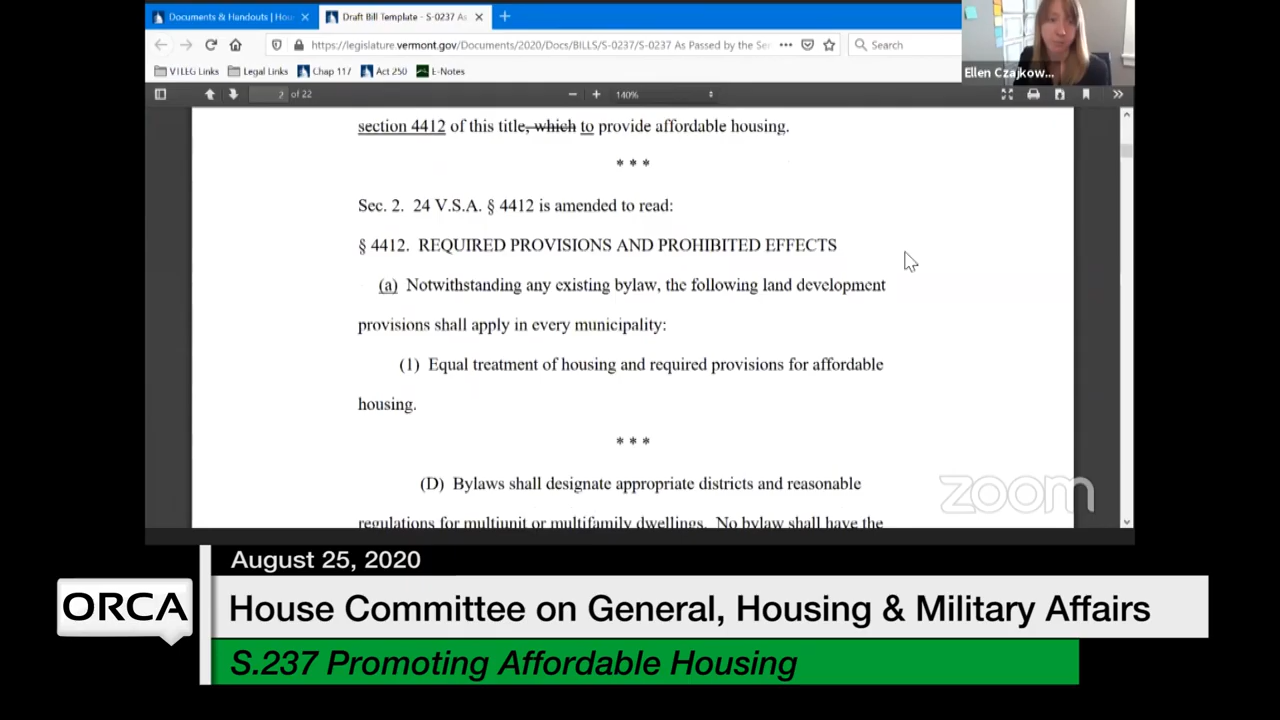 Documents & Handouts | Hou
Draft Bill Template - S-0237 As
https://legislature.vermont.gov/Documents/2020/Docs/BILLS/S-0237/S-0237 As Passed by the Se
Search
VT LEG Links
Legal Links
Chap 117
Act 250
E-Notes
Ellen Czajkow...
2 of 22
140%
section 4412 of this title, which to provide affordable housing.
* * *
Sec. 2. 24 V.S.A. § 4412 is amended to read:
§ 4412. REQUIRED PROVISIONS AND PROHIBITED EFFECTS
(a) Notwithstanding any existing bylaw, the following land development
provisions shall apply in every municipality:
(1) Equal treatment of housing and required provisions for affordable
housing.
* * *
(D) Bylaws shall designate appropriate districts and reasonable
regulations for multiunit or multifamily dwellings. No bylaw shall have the
zoom
August 25, 2020
ORCA
House Committee on General, Housing & Military Affairs
S.237 Promoting Affordable Housing